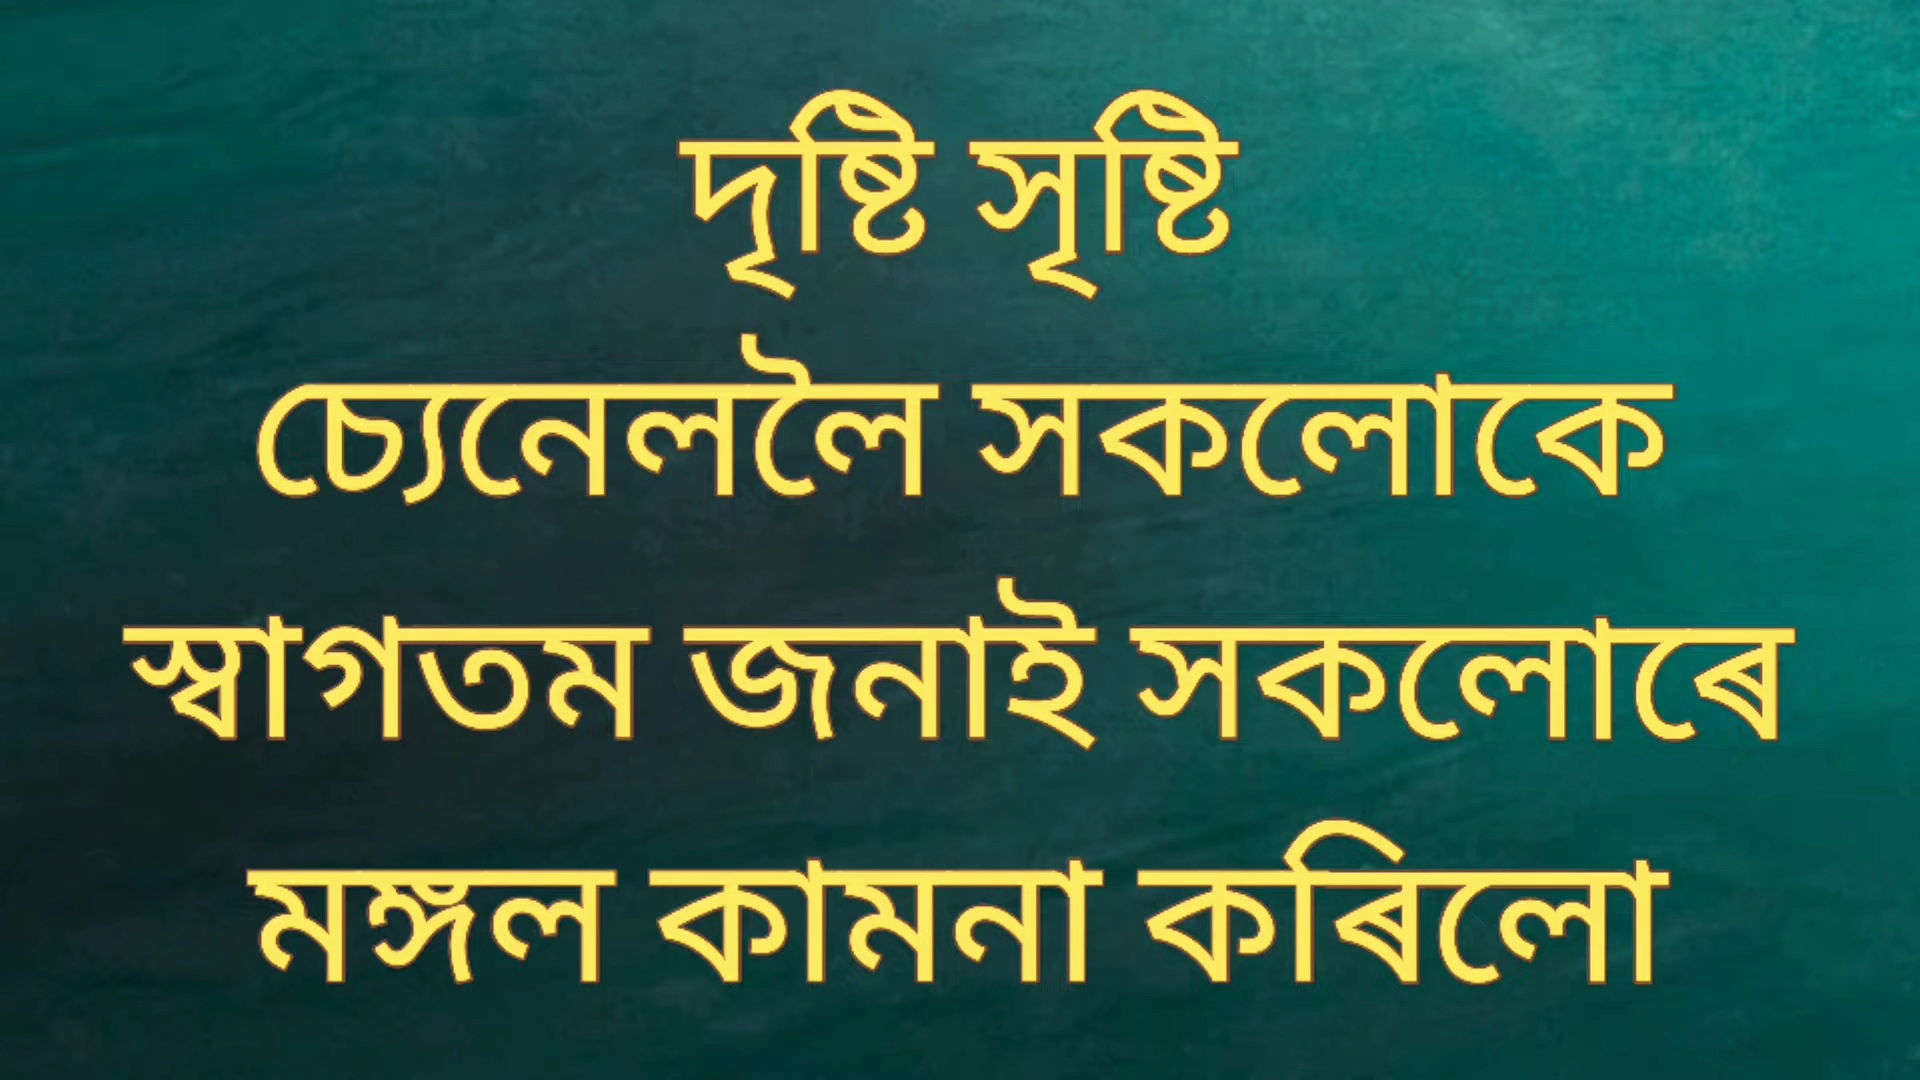 দৃষ্টি সৃষ্টি
চ্যেনেললৈ সকলোকে
স্বাগতম জনাই সকলোৰে
মঙ্গল কামনা কৰিলো